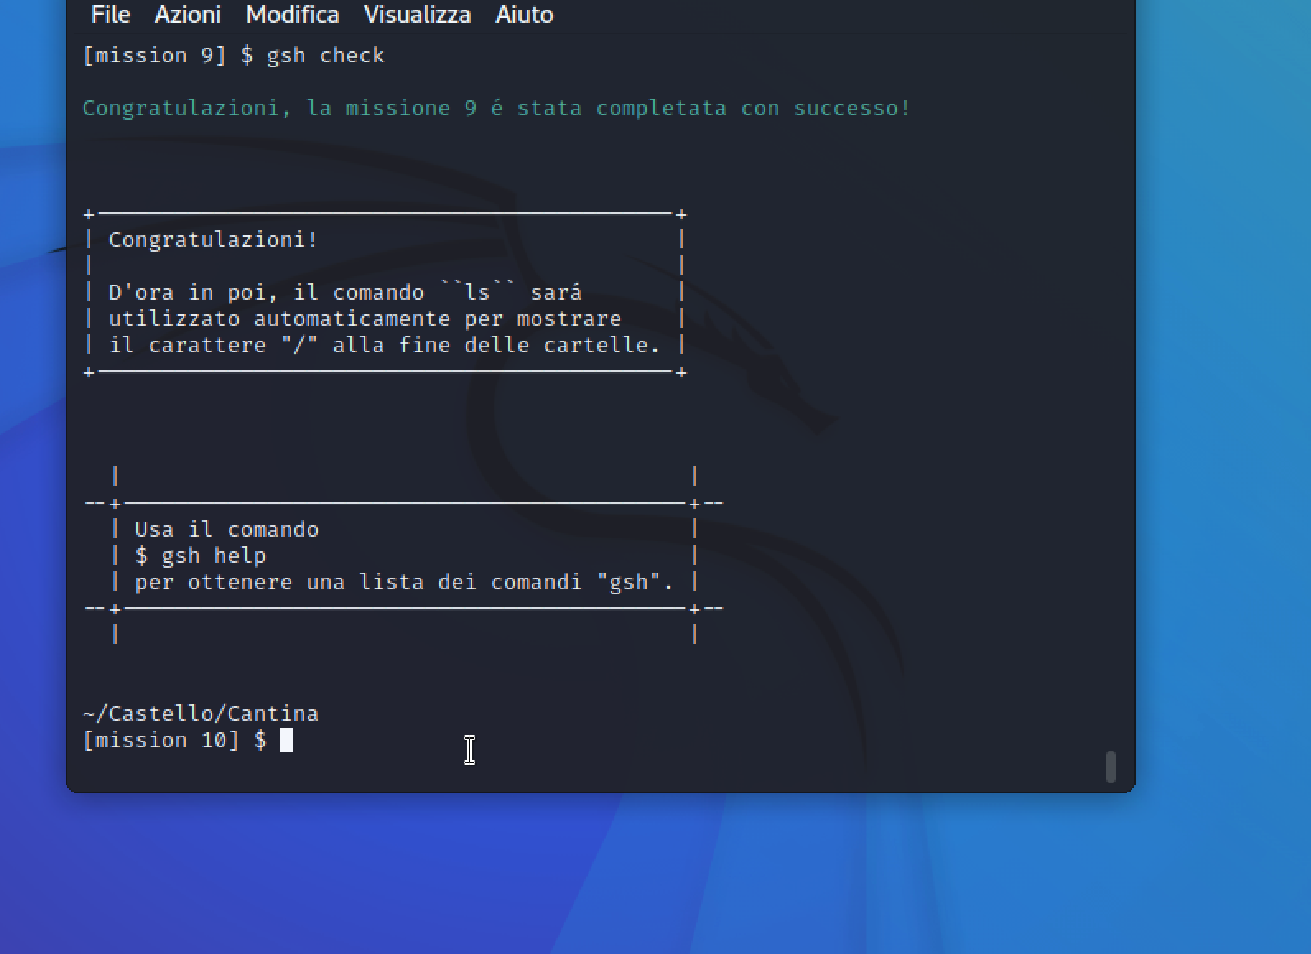 File Azioni Modifica Visualizza Aiuto
[mission 9] $ gsh check
Congratulazioni, la missione 9 é stata completata con successo!
Congratulazioni!
D'ora in poi, il comando ``ls`` sará
utilizzato automaticamente per mostrare
il carattere "/" alla fine delle cartelle.
Usa il comando
$ gsh help
per ottenere una lista dei comandi "gsh".
~/Castello/Cantina
[mission 10] $